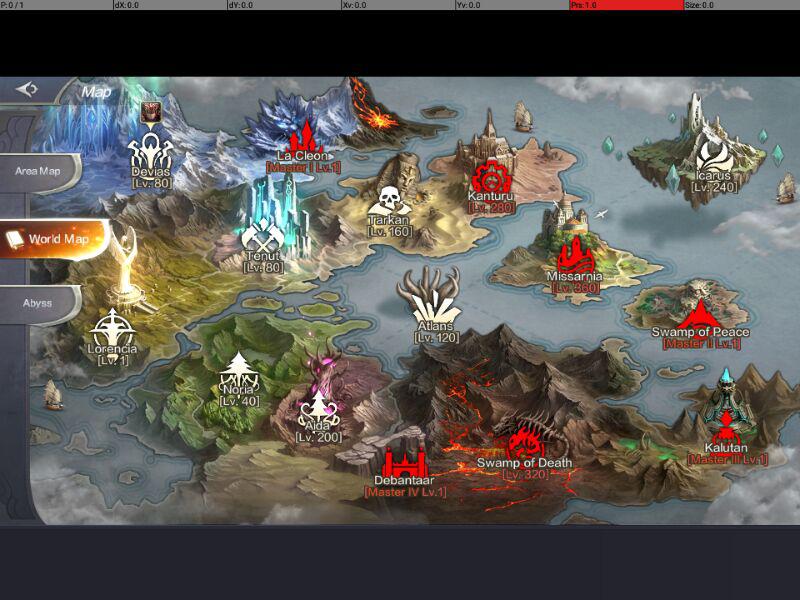 P: 0 / 1
dX: 0.0
dY: 0.0
Xv: 0.0
Yv: 0.0
Prs: 1.0
Size: 0.0
Map
Area Map
World Map
Abyss
Devias
[Lv. 80]
La Cleon
[Master I Lv.1]
Kanturu
[Lv. 280]
Icarus
[Lv. 240]
Tarkan
[Lv. 160]
Tenut
[Lv. 80]
Missarnia
[Lv. 360]
Atlans
[Lv. 120]
Swamp of Peace
[Master II Lv.1]
Lorencia
[Lv. 1]
Noria
[Lv. 40]
Aida
[Lv. 200]
Kalutan
[Master III Lv.1]
Swamp of Death
[Lv. 320]
Debantaar
[Master IV Lv.1]